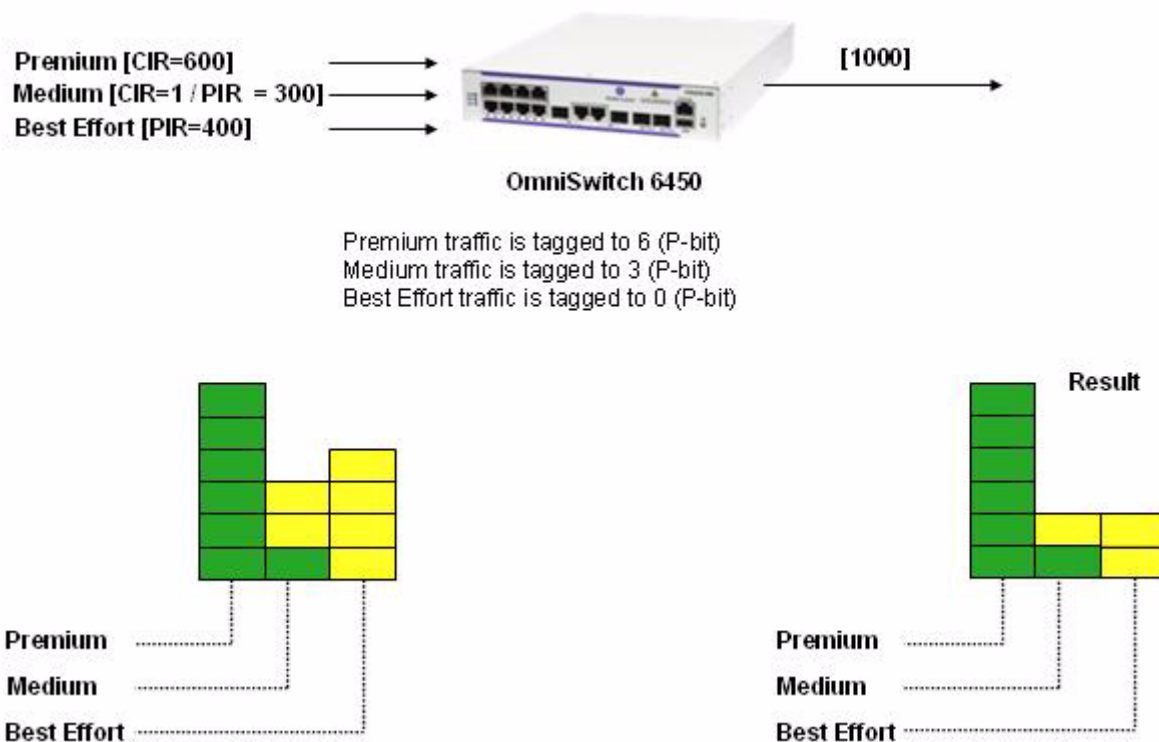 Premium [CIR=600]
Medium [CIR=1 / PIR = 300]
Best Effort [PIR=400]
[1000]
OmniSwitch 6450
Premium traffic is tagged to 6 (P-bit)
Medium traffic is tagged to 3 (P-bit)
Best Effort traffic is tagged to 0 (P-bit)
Result
Premium
Medium
Best Effort
Premium
Medium
Best Effort